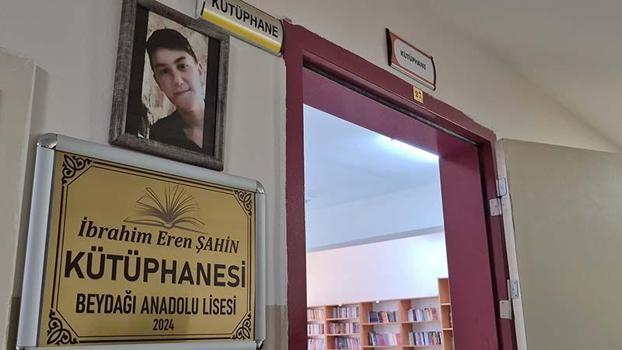 KÜTÜPHANE
KÜTÜPHANE
İbrahim Eren ŞAHİN
KÜTÜPHANESİ
BEYDAĞI ANADOLU LİSESİ
2024